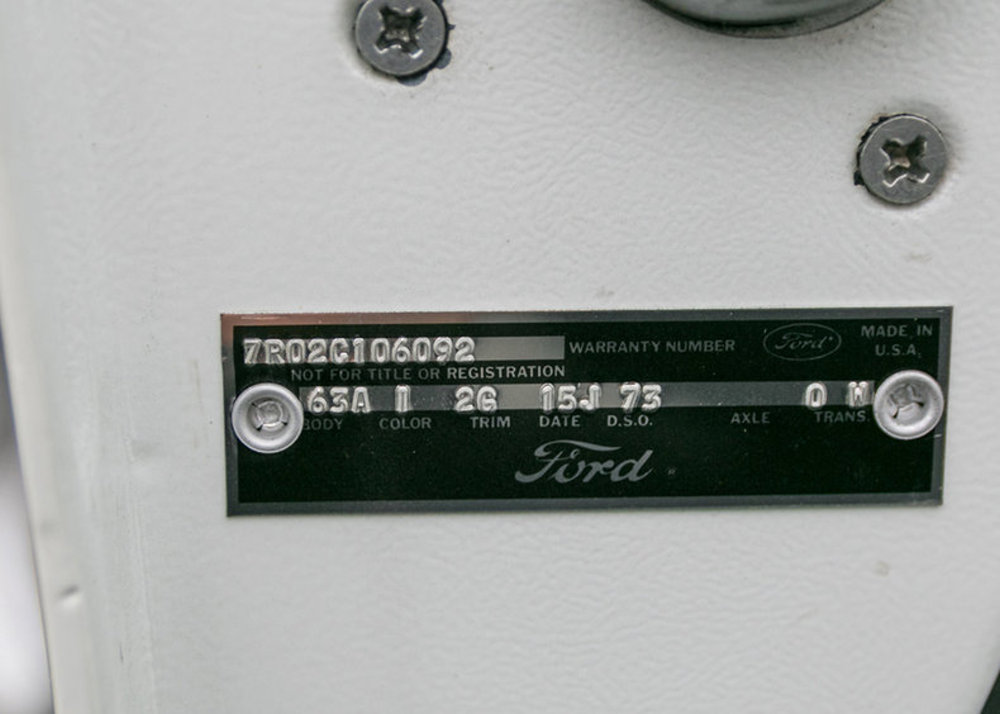 7R02C106092 WARRANTY NUMBER Ford MADE IN U.S.A.
NOT FOR TITLE OR REGISTRATION
63A I 2G 15J 73 0 W
BODY COLOR TRIM DATE D.S.O. AXLE TRANS.
Ford